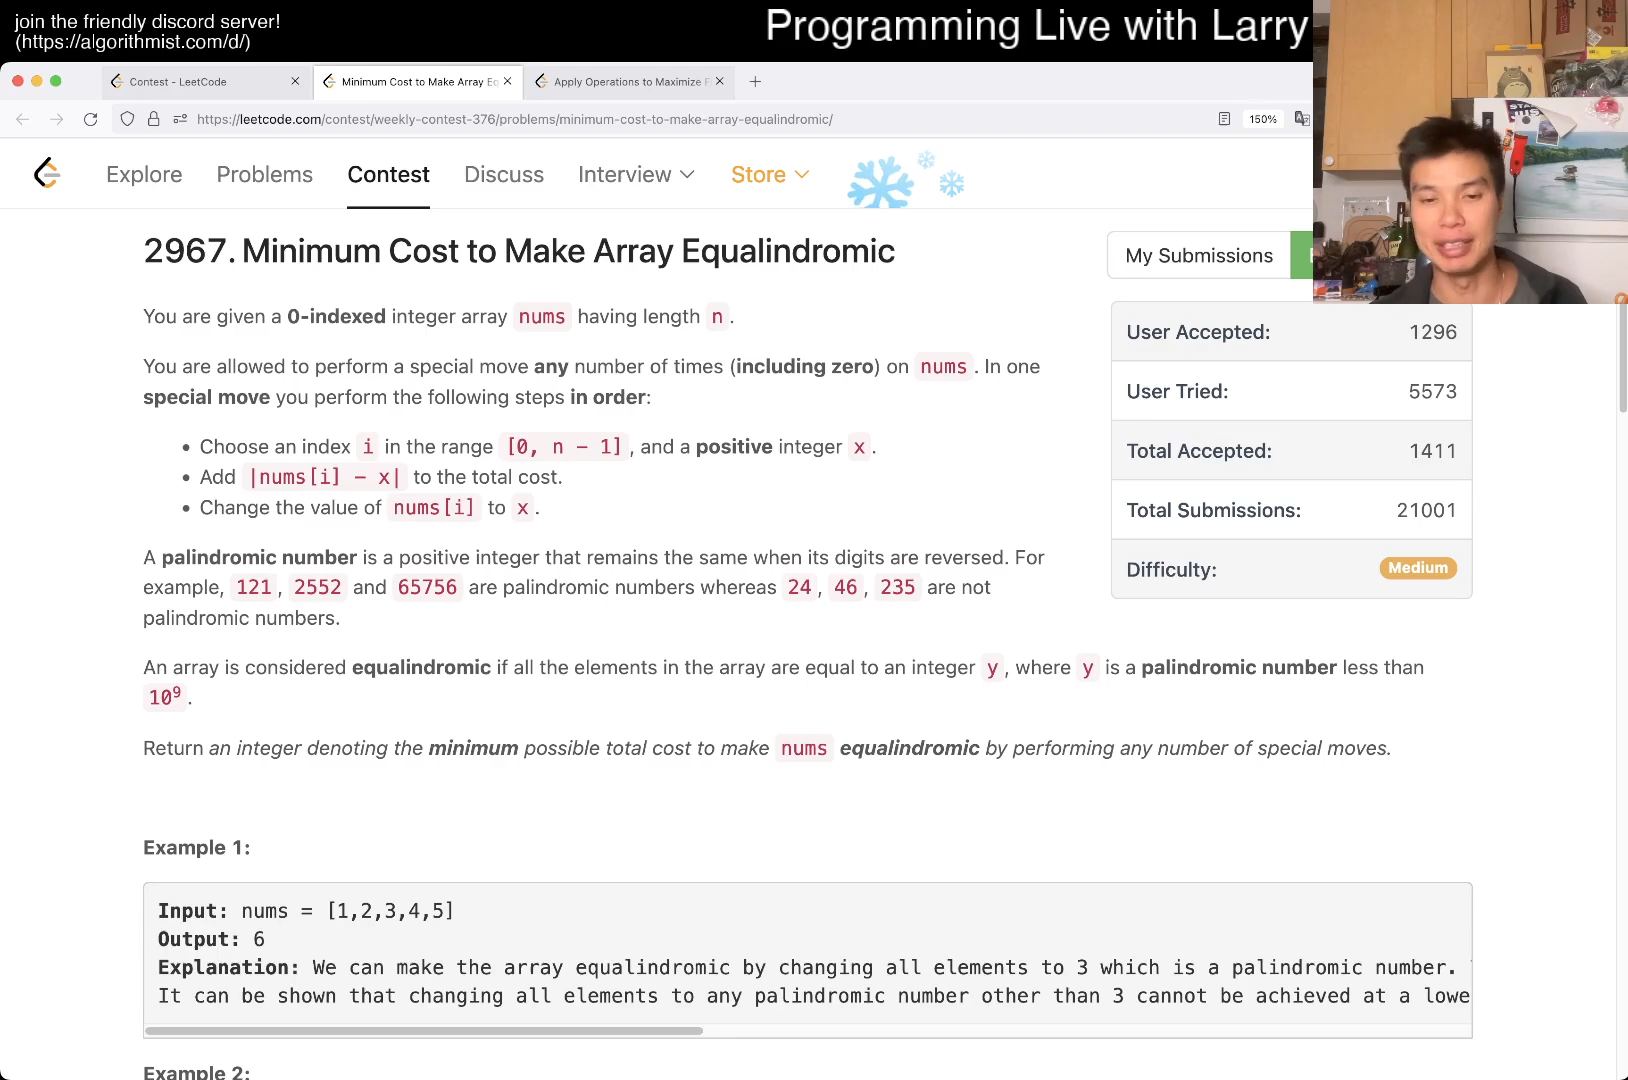 join the friendly discord server!
(https://algorithmist.com/d/)
Programming Live with Larry
Contest - LeetCode
Minimum Cost to Make Array Eq
Apply Operations to Maximize F
https://leetcode.com/contest/weekly-contest-376/problems/minimum-cost-to-make-array-equalindromic/
150%
Explore
Problems
Contest
Discuss
Interview
Store
2967. Minimum Cost to Make Array Equalindromic
My Submissions
You are given a 0-indexed integer array nums having length n.
You are allowed to perform a special move any number of times (including zero) on nums. In one
special move you perform the following steps in order:
• Choose an index i in the range [0, n - 1], and a positive integer x.
• Add |nums[i] - x| to the total cost.
• Change the value of nums[i] to x.
A palindromic number is a positive integer that remains the same when its digits are reversed. For
example, 121, 2552 and 65756 are palindromic numbers whereas 24, 46, 235 are not
palindromic numbers.
An array is considered equalindromic if all the elements in the array are equal to an integer y, where y is a palindromic number less than
10⁹.
Return an integer denoting the minimum possible total cost to make nums equalindromic by performing any number of special moves.
User Accepted: 1296
User Tried: 5573
Total Accepted: 1411
Total Submissions: 21001
Difficulty: Medium
Example 1:
Input: nums = [1,2,3,4,5]
Output: 6
Explanation: We can make the array equalindromic by changing all elements to 3 which is a palindromic number.
It can be shown that changing all elements to any palindromic number other than 3 cannot be achieved at a lowe
Example 2: